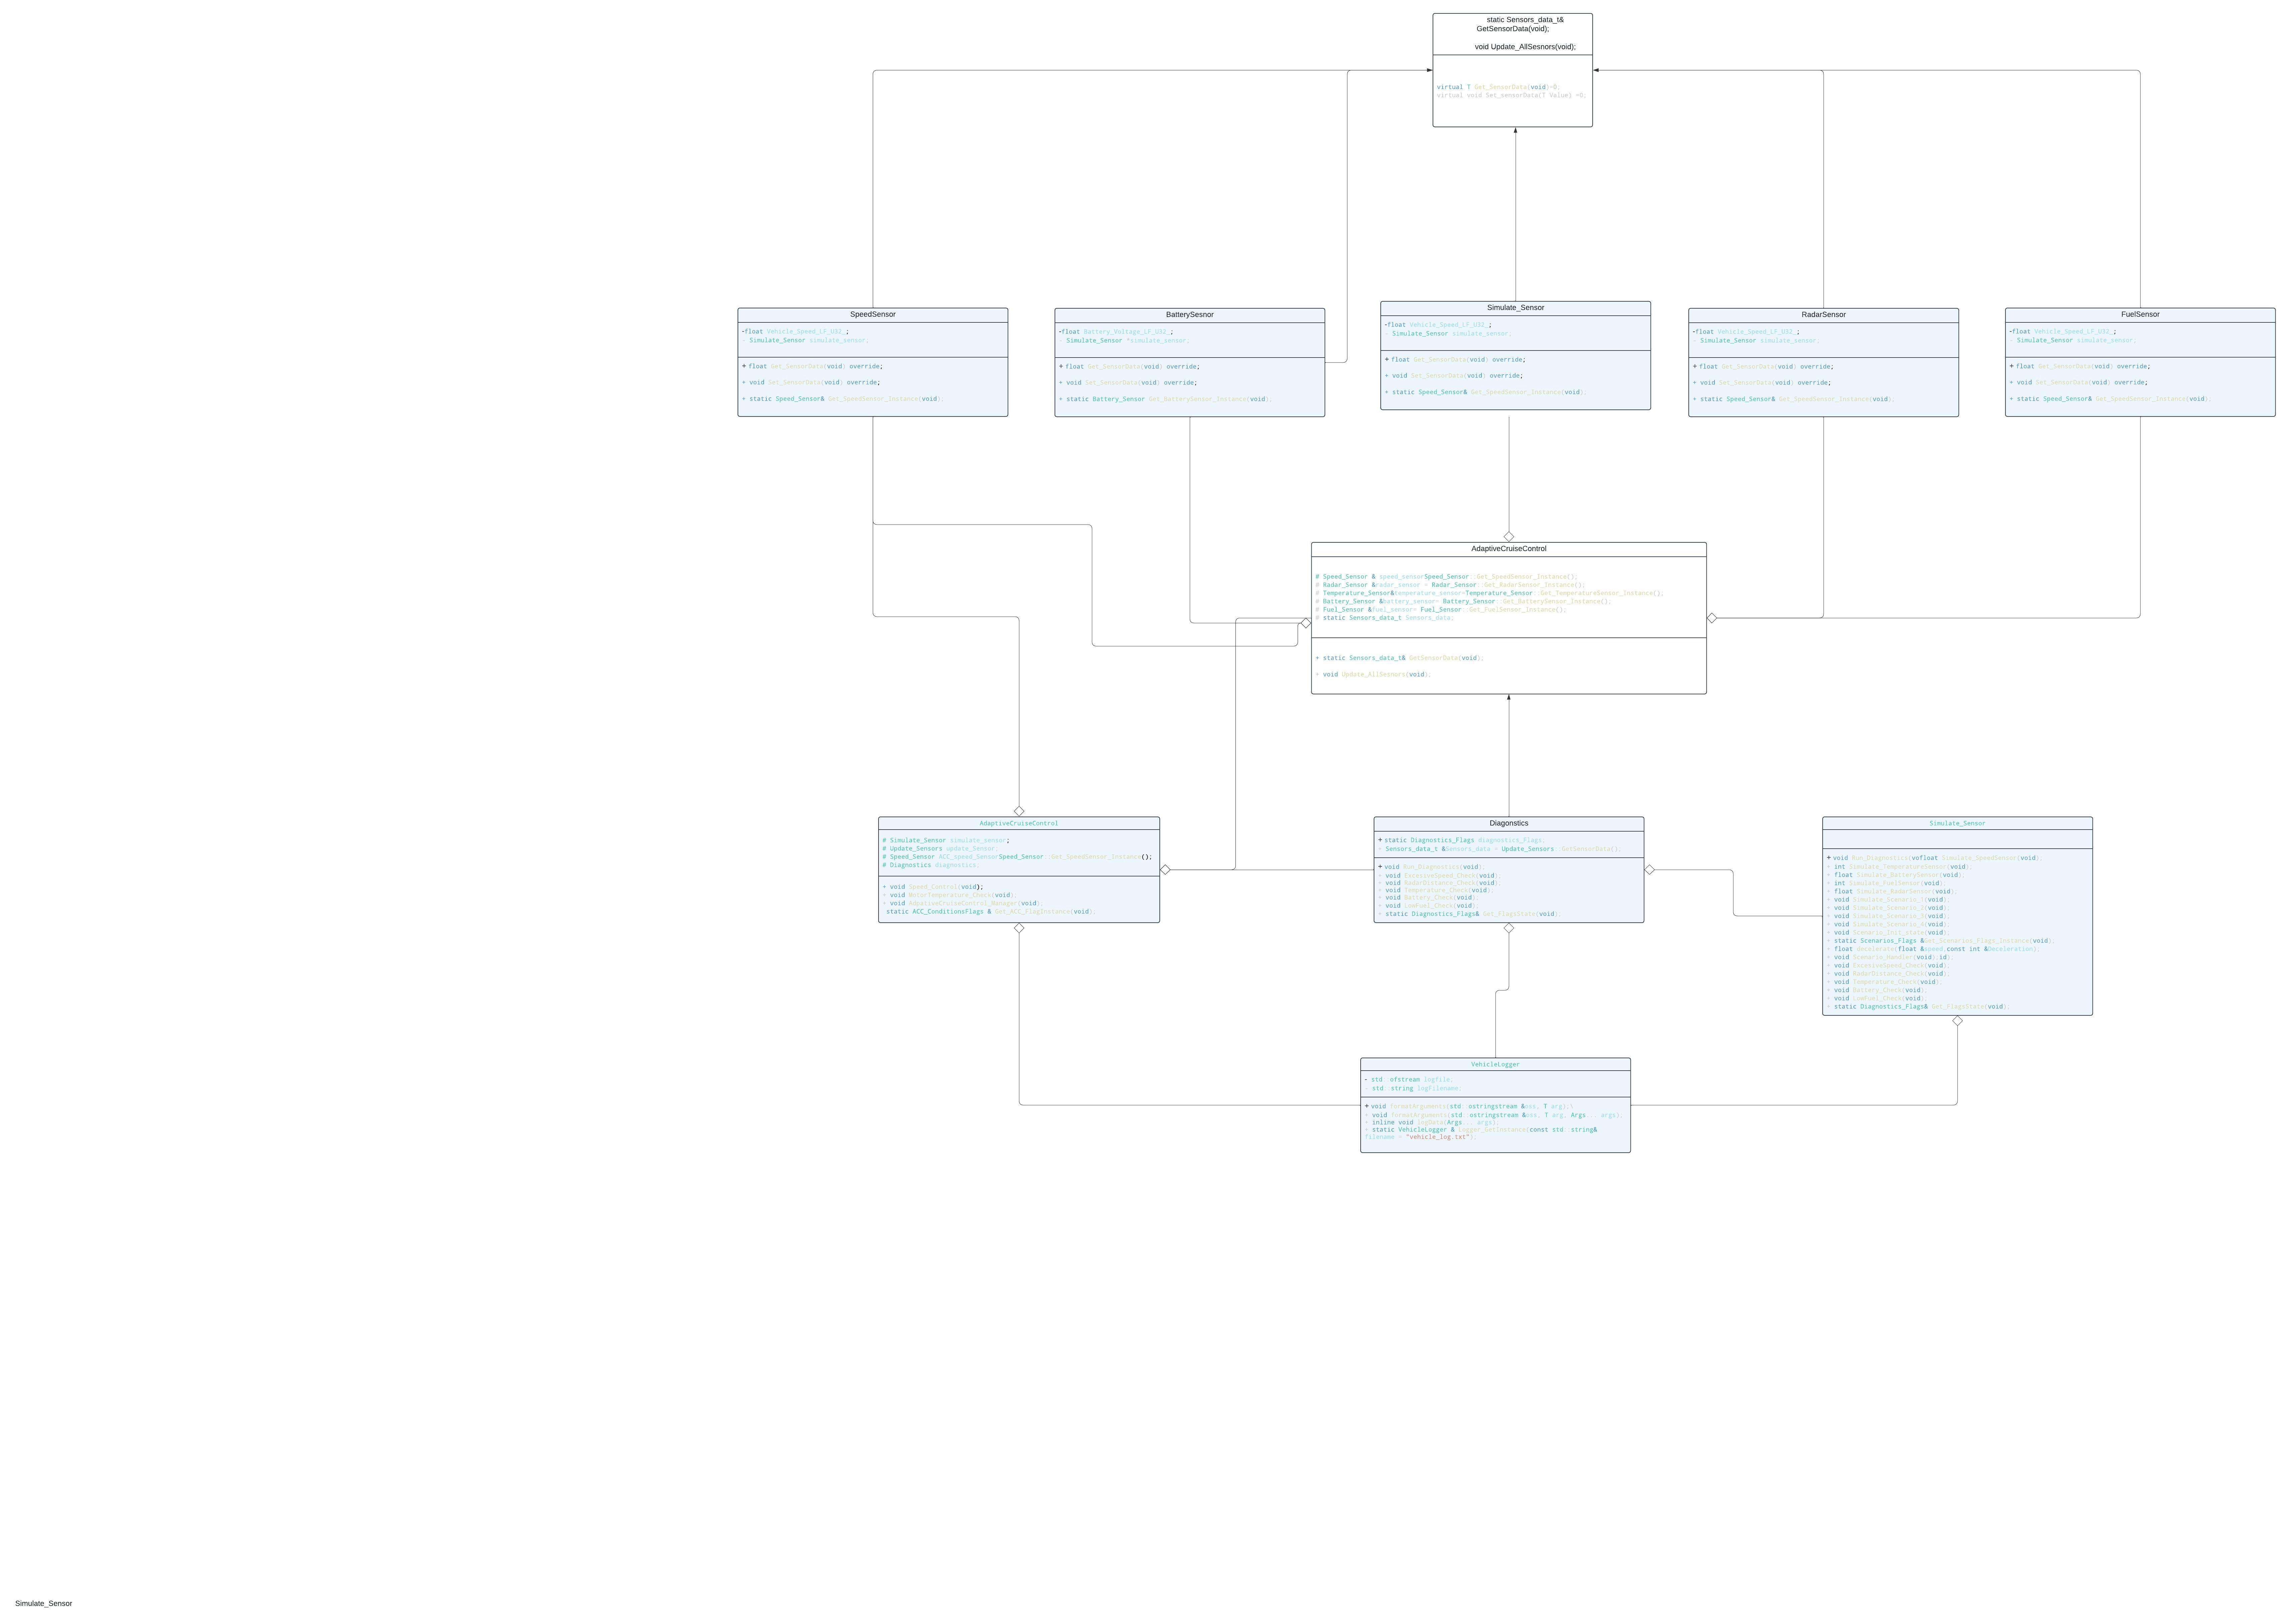 static Sensors_data_t&
GetSensorData(void);
void Update_AllSesnors(void);
virtual T Get_SensorData(void)=0;
virtual void Set_sensorData(T Value) =0;
SpeedSensor
-float Vehicle_Speed_LF_U32_;
- Simulate_Sensor simulate_sensor;
+ float Get_SensorData(void) override;
+ void Set_SensorData(void) override;
+ static Speed_Sensor& Get_SpeedSensor_Instance(void);
BatterySesnor
-float Battery_Voltage_LF_U32_;
- Simulate_Sensor *simulate_sensor;
+ float Get_SensorData(void) override;
+ void Set_SensorData(void) override;
+ static Battery_Sensor Get_BatterySensor_Instance(void);
Simulate_Sensor
-float Vehicle_Speed_LF_U32_;
- Simulate_Sensor simulate_sensor;
+ float Get_SensorData(void) override;
+ void Set_SensorData(void) override;
+ static Speed_Sensor& Get_SpeedSensor_Instance(void);
RadarSensor
-float Vehicle_Speed_LF_U32_;
- Simulate_Sensor simulate_sensor;
+ float Get_SensorData(void) override;
+ void Set_SensorData(void) override;
+ static Speed_Sensor& Get_SpeedSensor_Instance(void);
FuelSensor
-float Vehicle_Speed_LF_U32_;
- Simulate_Sensor simulate_sensor;
+ float Get_SensorData(void) override;
+ void Set_SensorData(void) override;
+ static Speed_Sensor& Get_SpeedSensor_Instance(void);
AdaptiveCruiseControl
# Speed_Sensor & speed_sensorSpeed_Sensor::Get_SpeedSensor_Instance();
# Radar_Sensor &radar_sensor = Radar_Sensor::Get_RadarSensor_Instance();
# Temperature_Sensor&temperature_sensor=Temperature_Sensor::Get_TemperatureSensor_Instance();
# Battery_Sensor &battery_sensor= Battery_Sensor::Get_BatterySensor_Instance();
# Fuel_Sensor &fuel_sensor= Fuel_Sensor::Get_FuelSensor_Instance();
# static Sensors_data_t Sensors_data;
+ static Sensors_data_t& GetSensorData(void);
+ void Update_AllSesnors(void);
AdaptiveCruiseControl
# Simulate_Sensor simulate_sensor;
# Update_Sensors update_Sensor;
# Speed_Sensor ACC_speed_SensorSpeed_Sensor::Get_SpeedSensor_Instance();
# Diagnostics diagnostics;
+ void Speed_Control(void);
+ void MotorTemperature_Check(void);
+ void AdaptiveCruiseControl_Manager(void);
static ACC_ConditionsFlags & Get_ACC_FlagInstance(void);
Diagonstics
+ static Diagnostics_Flags diagnostics_Flags;
+ Sensors_data_t &Sensors_data = Update_Sensors::GetSensorData();
+ void Run_Diagnostics(void);
+ void ExcesiveSpeed_Check(void);
+ void RadarDistance_Check(void);
+ void Temperature_Check(void);
+ void Battery_Check(void);
+ void LowFuel_Check(void);
+ static Diagnostics_Flags& Get_FlagsState(void);
Simulate_Sensor
+ void Run_Diagnostics(vofloat Simulate_SpeedSensor(void);
+ int Simulate_TemperatureSensor(void);
+ float Simulate_BatterySensor(void);
+ int Simulate_FuelSensor(void);
+ float Simulate_RadarSensor(void);
+ void Simulate_Scenario_1(void);
+ void Simulate_Scenario_2(void);
+ void Simulate_Scenario_3(void);
+ void Simulate_Scenario_4(void);
+ void Scenario_Init_state(void);
+ static Scenarios_Flags &Get_Scenarios_Flags_Instance(void);
+ float decelerate(float &speed,const int &Deceleration);
+ void Scenario_Handler(void);id);
+ void ExcesiveSpeed_Check(void);
+ void RadarDistance_Check(void);
+ void Temperature_Check(void);
+ void Battery_Check(void);
+ void LowFuel_Check(void);
+ static Diagnostics_Flags& Get_FlagsState(void);
VehicleLogger
- std::ofstream logfile;
- std::string logFilename;
+ void formatArguments(std::ostringstream &oss, T arg);\
+ void formatArguments(std::ostringstream &oss, T arg, Args... args);
+ inline void logData(Args... args);
+ static VehicleLogger & Logger_GetInstance(const std::string&
filename = "vehicle_log.txt");
Simulate_Sensor